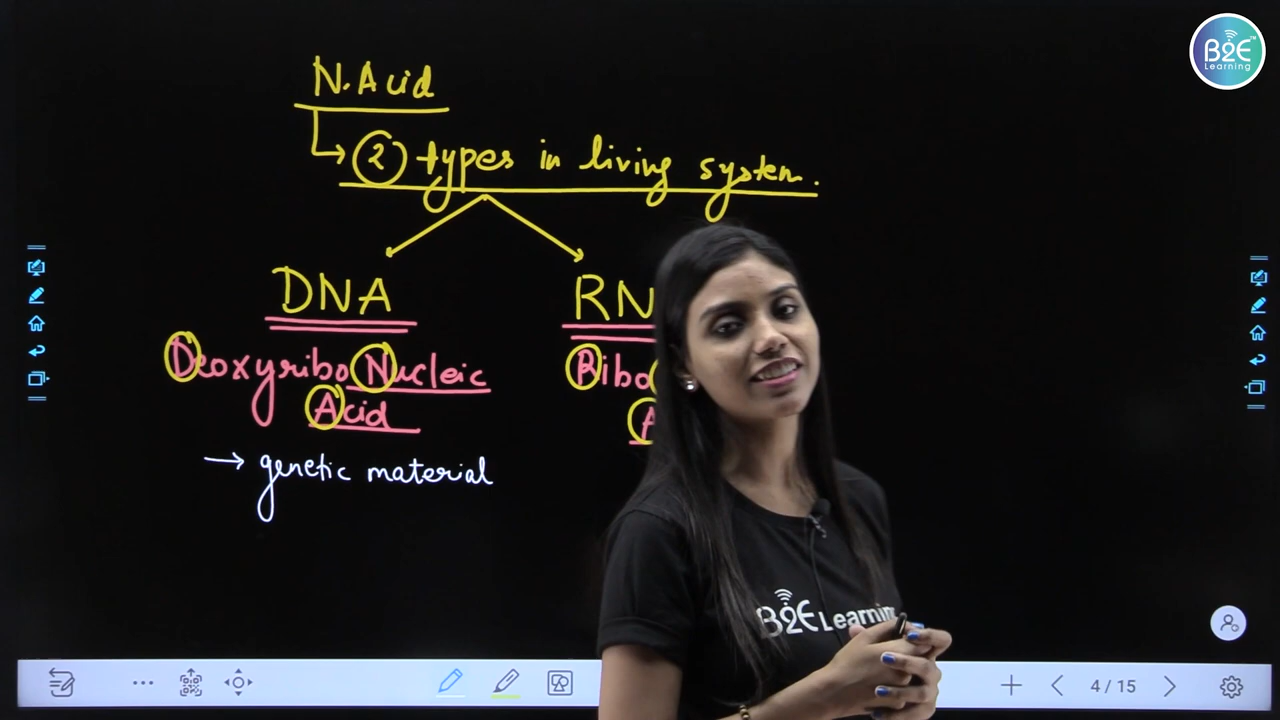 B2E
Learning
N.Acid
2 types in living system.
DNA RN
Deoxyribo Nucleic Ribo
Acid A
→ genetic material
B2E Learning
4/15